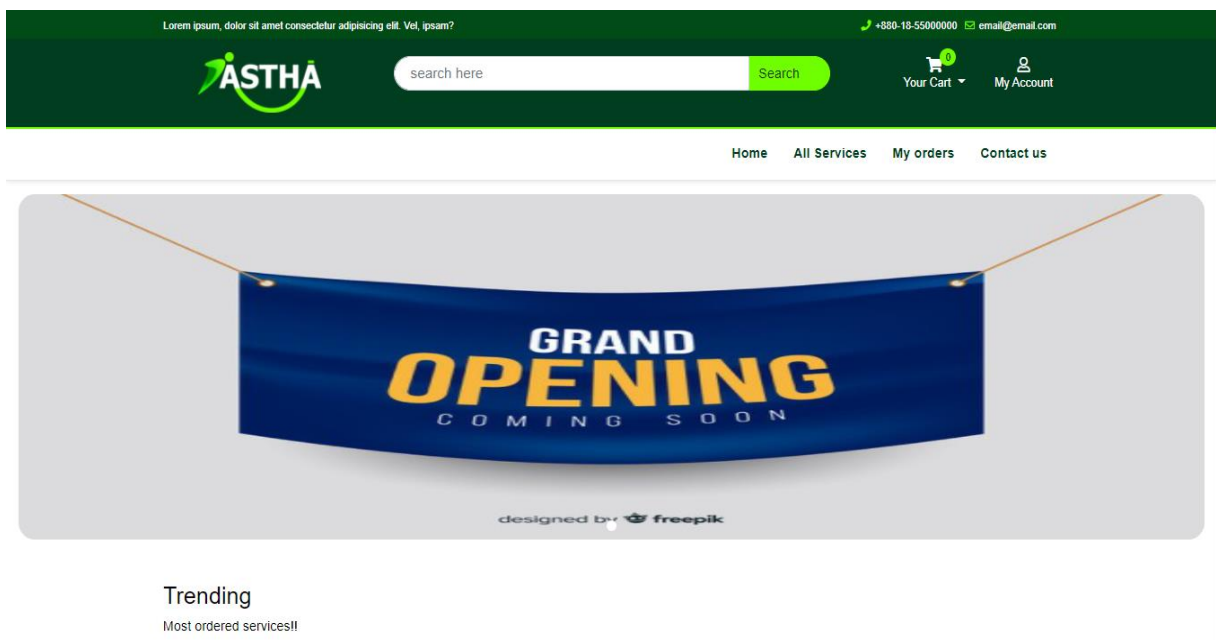 Lorem ipsum, dolor sit amet consectetur adipisicing elit. Vel, ipsam?
+880-18-55000000 email@email.com
ÅSTHĀ
search here Search
0
Your Cart My Account
Home All Services My orders Contact us
GRAND
OPENING
COMING SOON
designed by freepik
Trending
Most ordered services!!